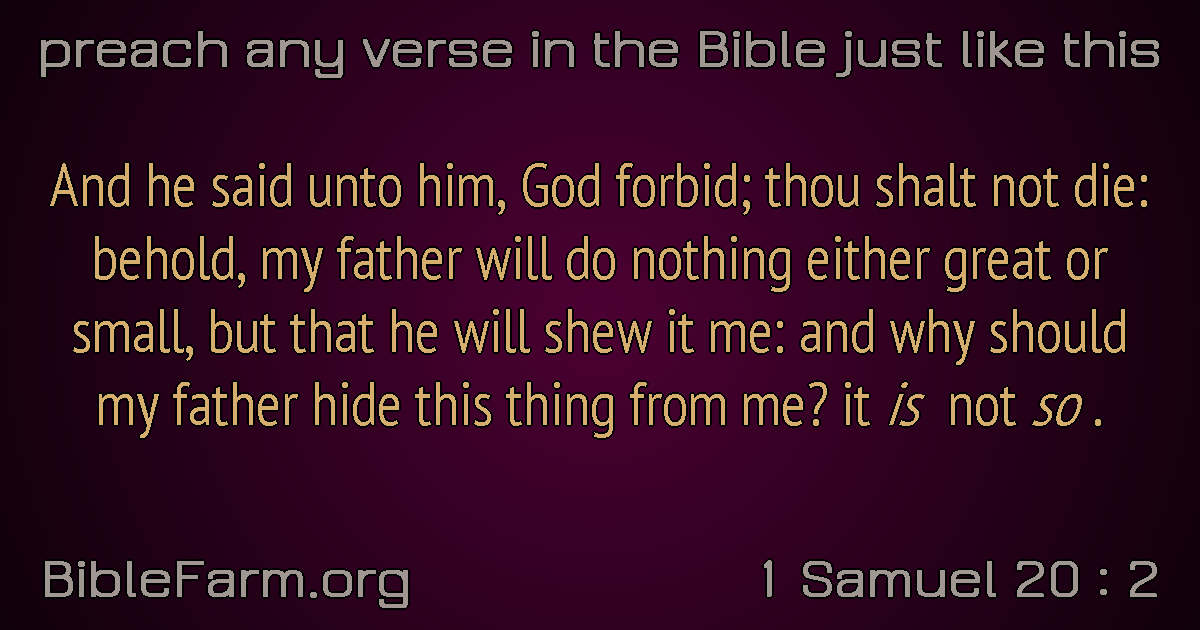 preach any verse in the Bible just like this
And he said unto him, God forbid; thou shalt not die:
behold, my father will do nothing either great or
small, but that he will shew it me: and why should
my father hide this thing from me? it is not so .
BibleFarm.org
1 Samuel 20 : 2